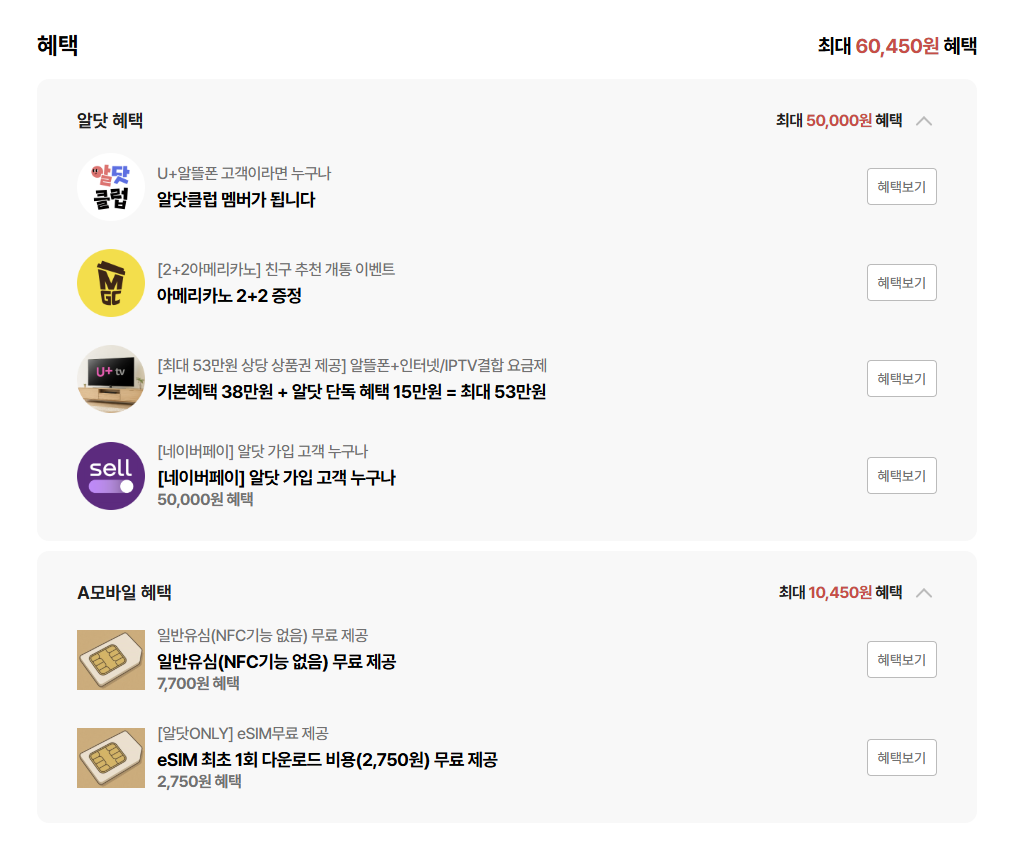 혜택
최대 60,450원 혜택
알닷 혜택
최대 50,000원 혜택
알닷
클럽
U+알뜰폰 고객이라면 누구나
알닷클럽 멤버가 됩니다
혜택보기
M
GC
[2+2아메리카노] 친구 추천 개통 이벤트
아메리카노 2+2 증정
혜택보기
U+ tv
[최대 53만원 상당 상품권 제공] 알뜰폰+인터넷/IPTV결합 요금제
기본혜택 38만원 + 알닷 단독 혜택 15만원 = 최대 53만원
혜택보기
sell
[네이버페이] 알닷 가입 고객 누구나
[네이버페이] 알닷 가입 고객 누구나
50,000원 혜택
혜택보기
A모바일 혜택
최대 10,450원 혜택
일반유심(NFC기능 없음) 무료 제공
일반유심(NFC기능 없음) 무료 제공
7,700원 혜택
혜택보기
[알닷ONLY] eSIM무료 제공
eSIM 최초 1회 다운로드 비용(2,750원) 무료 제공
2,750원 혜택
혜택보기